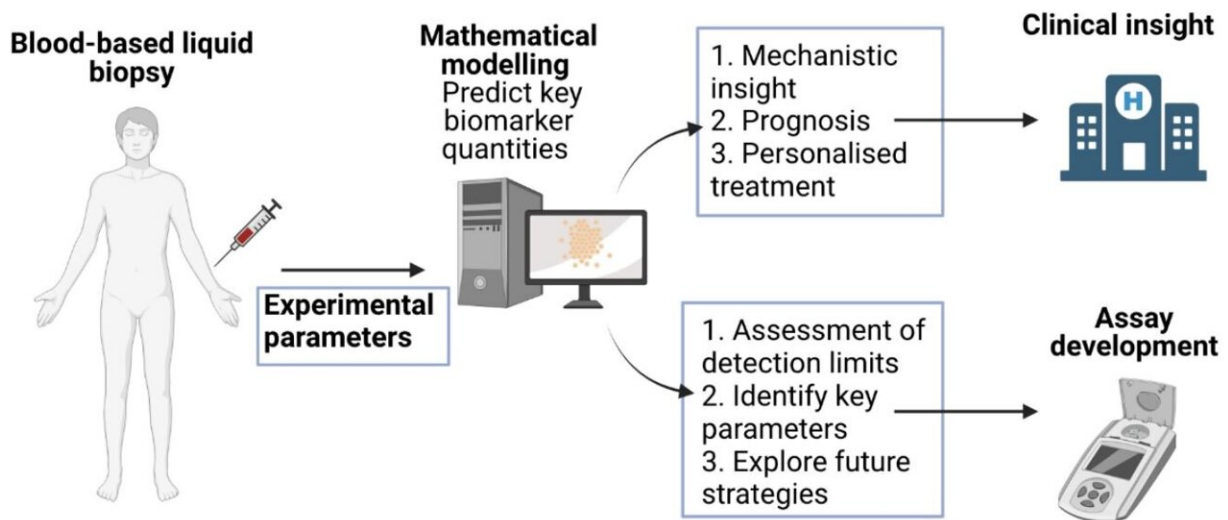 Blood-based liquid
biopsy
Experimental
parameters
Mathematical
modelling
Predict key
biomarker
quantities
1. Mechanistic
insight
2. Prognosis
3. Personalised
treatment
Clinical insight
H
1. Assessment of
detection limits
2. Identify key
parameters
3. Explore future
strategies
Assay
development